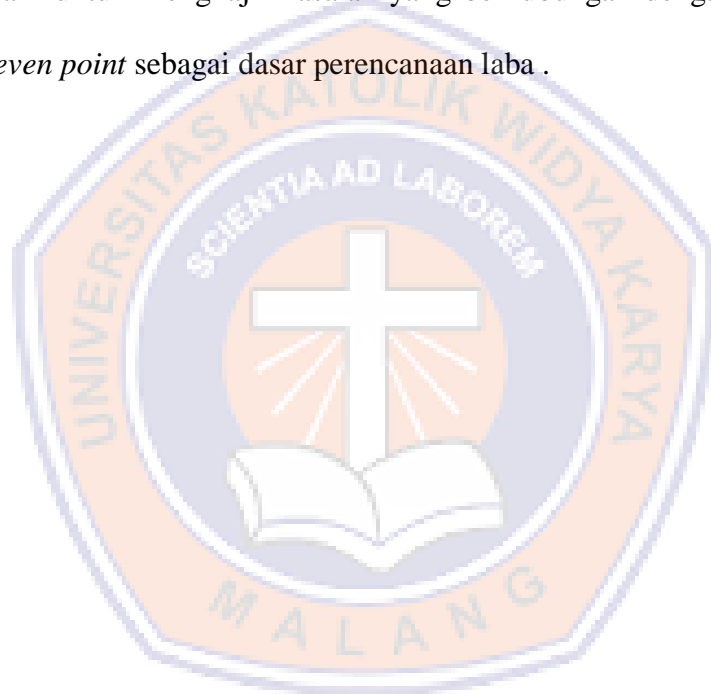 even point sebagai dasar perencanaan laba .
UNIVERSITAS KATOLIK WIDYA KARYA
SCIENTIA AD LABOREM
MALANG